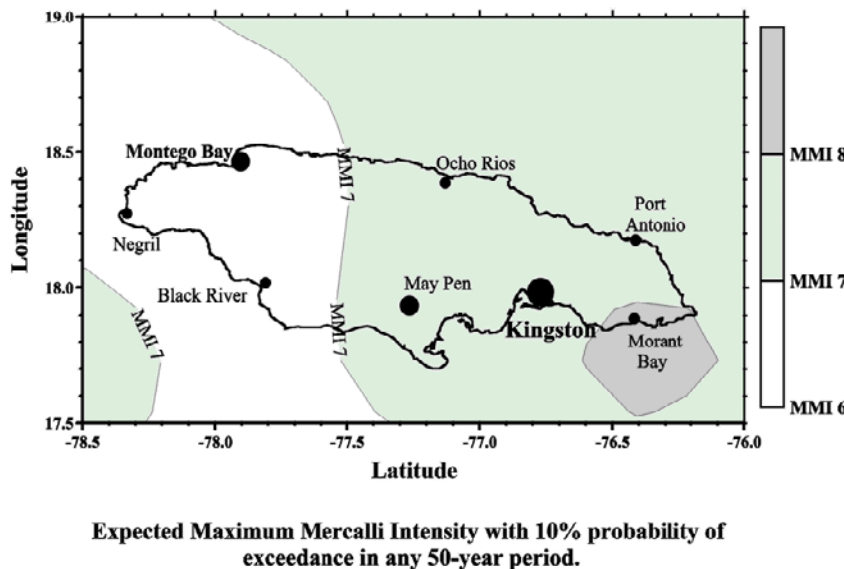 19.0
18.5
18.0
17.5
Longitude
Montego Bay
MMI 7
Ocho Rios
Port
Antonio
Negril
Black River
May Pen
Kingston
Morant
Bay
MMI 7
MMI 7
MMI 8
MMI 7
MMI 6
-78.5 -78.0 -77.5 -77.0 -76.5 -76.0
Latitude
Expected Maximum Mercalli Intensity with 10% probability of
exceedance in any 50-year period.